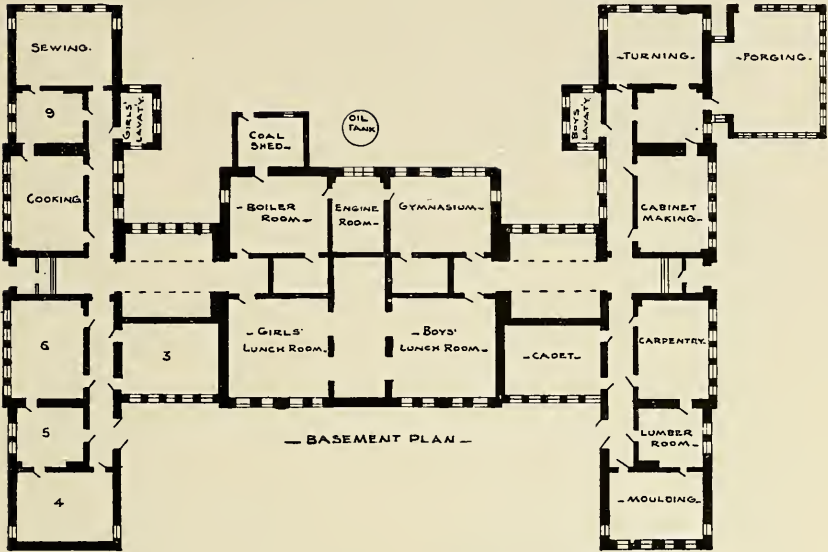 SEWING.
TURNING.
FORGING.
9
GIRLS'
LAVAT'Y.
BOYS'
LAVAT'Y.
OIL
TANK
COAL
SHED
COOKING
BOILER
ROOM
ENGINE
ROOM
GYMNASIUM
CABINET
MAKING
6
3
GIRLS'
LUNCH ROOM
BOYS'
LUNCH ROOM
CADET
CARPENTRY
5
LUMBER
ROOM
4
MOULDING
BASEMENT PLAN